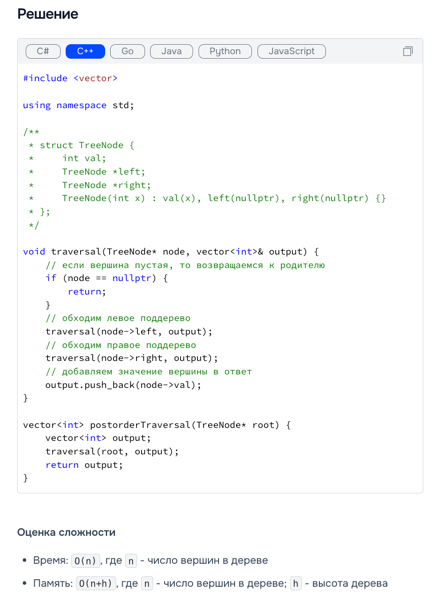 Решение
C# C++ Go Java Python JavaScript
#include <vector>
using namespace std;
/**
 * struct TreeNode {
 *     int val;
 *     TreeNode *left;
 *     TreeNode *right;
 *     TreeNode(int x) : val(x), left(nullptr), right(nullptr) {}
 * };
 */
void traversal(TreeNode* node, vector<int>& output) {
    // если вершина пустая, то возвращаемся к родителю
    if (node == nullptr) {
        return;
    }
    // обходим левое поддерево
    traversal(node->left, output);
    // обходим правое поддерево
    traversal(node->right, output);
    // добавляем значение вершины в ответ
    output.push_back(node->val);
}
vector<int> postorderTraversal(TreeNode* root) {
    vector<int> output;
    traversal(root, output);
    return output;
}
Оценка сложности
• Время: O(n), где n - число вершин в дереве
• Память: O(n+h), где n - число вершин в дереве; h - высота дерева